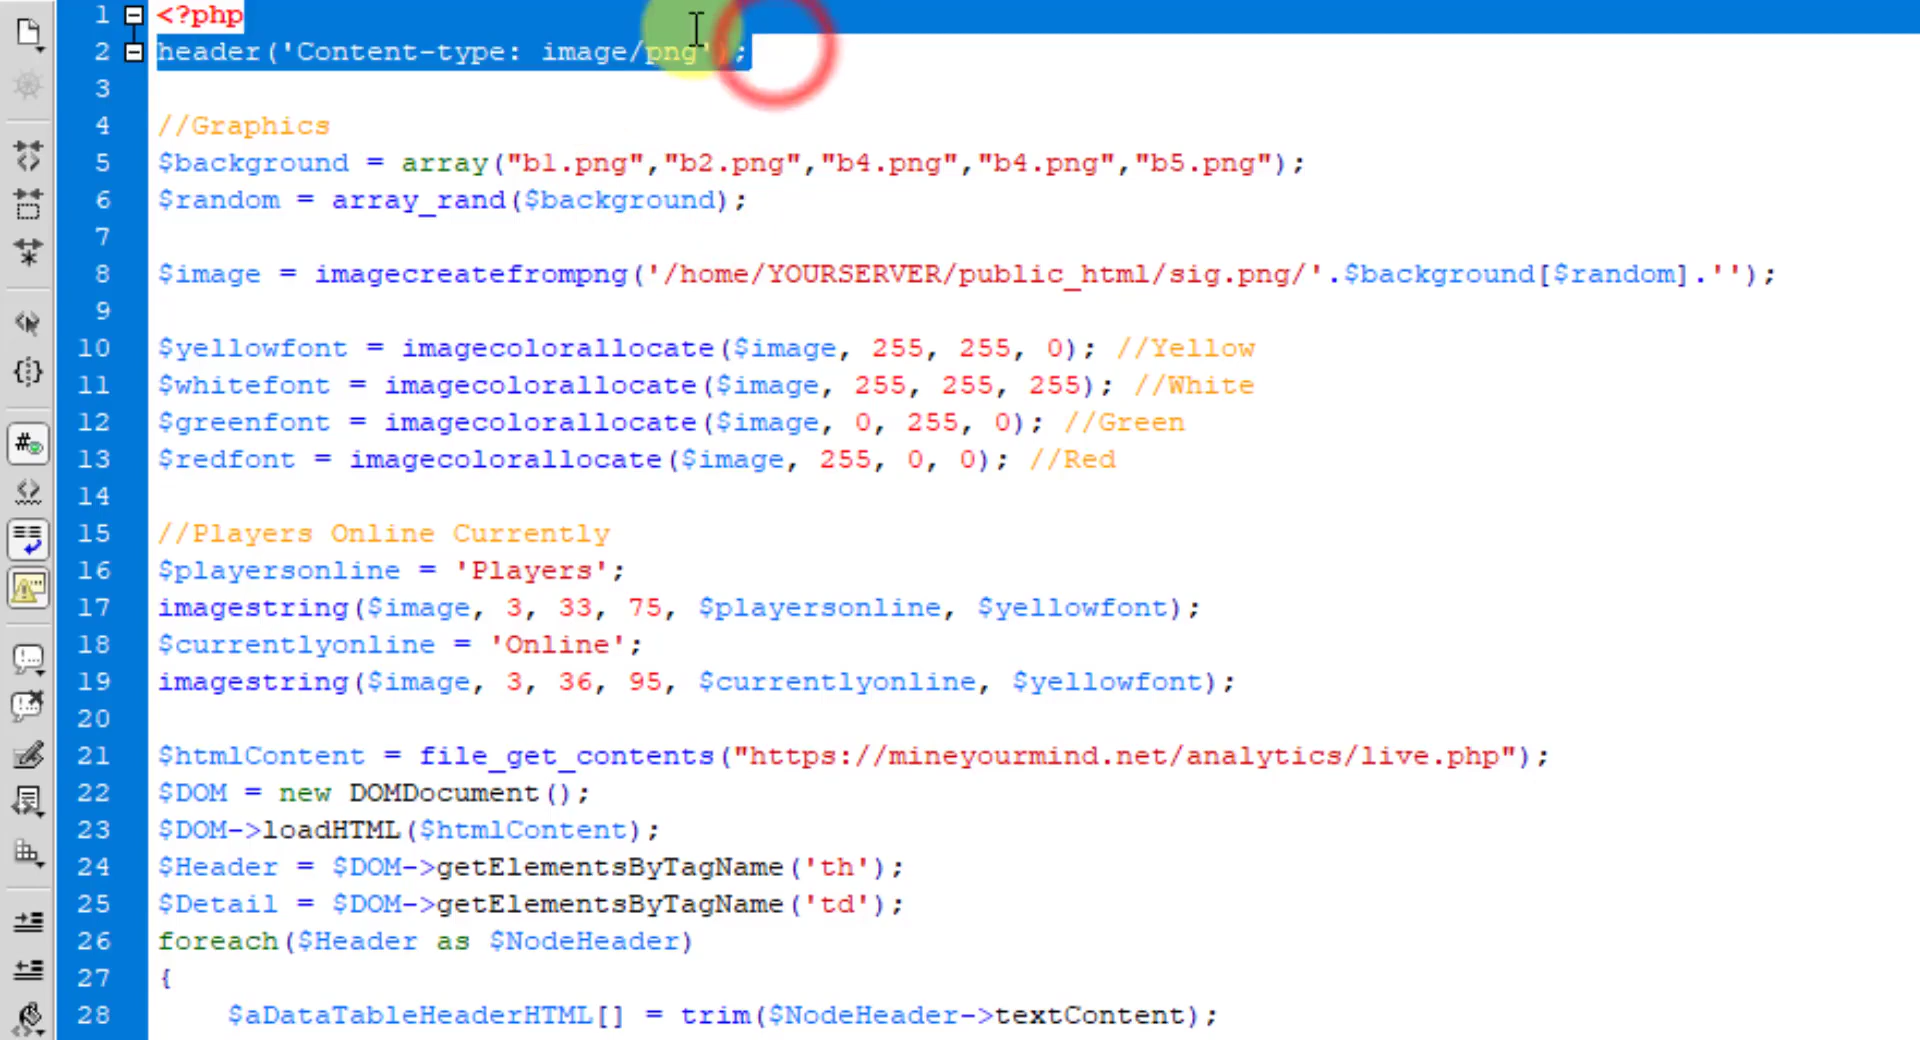 1 <?php
2 header('Content-type: image/png');
3
4 //Graphics
5 $background = array("b1.png","b2.png","b4.png","b4.png","b5.png");
6 $random = array_rand($background);
7
8 $image = imagecreatefrompng('/home/YOURSERVER/public_html/sig.png/'.$background[$random].'');
9
10 $yellowfont = imagecolorallocate($image, 255, 255, 0); //Yellow
11 $whitefont = imagecolorallocate($image, 255, 255, 255); //White
12 $greenfont = imagecolorallocate($image, 0, 255, 0); //Green
13 $redfont = imagecolorallocate($image, 255, 0, 0); //Red
14
15 //Players Online Currently
16 $playersonline = 'Players';
17 imagestring($image, 3, 33, 75, $playersonline, $yellowfont);
18 $currentlyonline = 'Online';
19 imagestring($image, 3, 36, 95, $currentlyonline, $yellowfont);
20
21 $htmlContent = file_get_contents("https://mineyourmind.net/analytics/live.php");
22 $DOM = new DOMDocument();
23 $DOM->loadHTML($htmlContent);
24 $Header = $DOM->getElementsByTagName('th');
25 $Detail = $DOM->getElementsByTagName('td');
26 foreach($Header as $NodeHeader)
27 {
28 $aDataTableHeaderHTML[] = trim($NodeHeader->textContent);